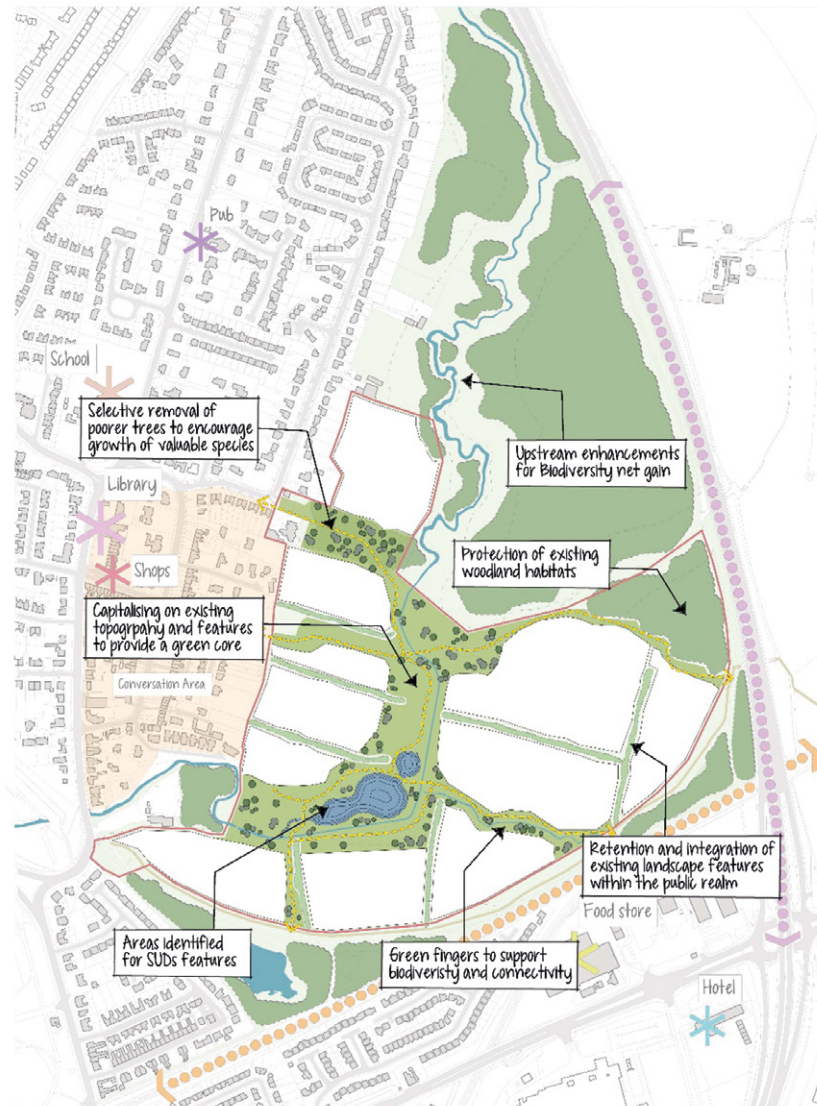 Pub
School
Selective removal of
poorer trees to encourage
growth of valuable species
Upstream enhancements
for Biodiversity net gain
Library
Protection of existing
woodland habitats
Shops
Capitalising on existing
topogrpahy and features
to provide a green core
Conversation Area
Retention and integration of
existing landscape features
within the public realm
Food store
Areas identified
for SUDs features
Green fingers to support
biodiveristy and connectivity
Hotel